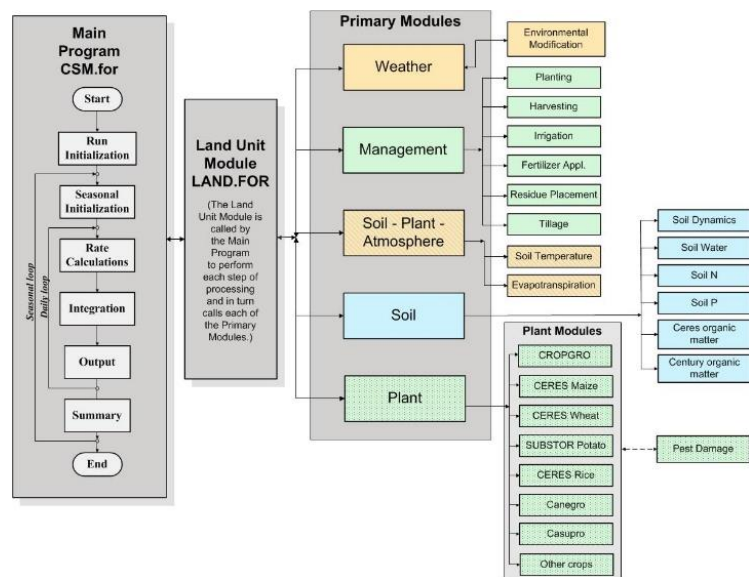 Main
Program
CSM.for
Start
Run
Initialization
Seasonal
Initialization
Rate
Calculations
Integration
Output
Summary
End
Seasonal loop
Daily loop
Land Unit
Module
LAND.FOR
(The Land
Unit Module is
called by
the Main
Program
to perform
each step of
processing
and in turn
calls each of
the Primary
Modules.)
Primary Modules
Weather
Management
Soil - Plant -
Atmosphere
Soil
Plant
Environmental
Modification
Planting
Harvesting
Irrigation
Fertilizer Appl.
Residue Placement
Tillage
Soil Temperature
Evapotranspiration
Soil Dynamics
Soil Water
Soil N
Soil P
Ceres organic
matter
Century organic
matter
Plant Modules
CROPGRO
CERES Maize
CERES Wheat
SUBSTOR Potato
CERES Rice
Canegro
Casupro
Other crops
Pest Damage